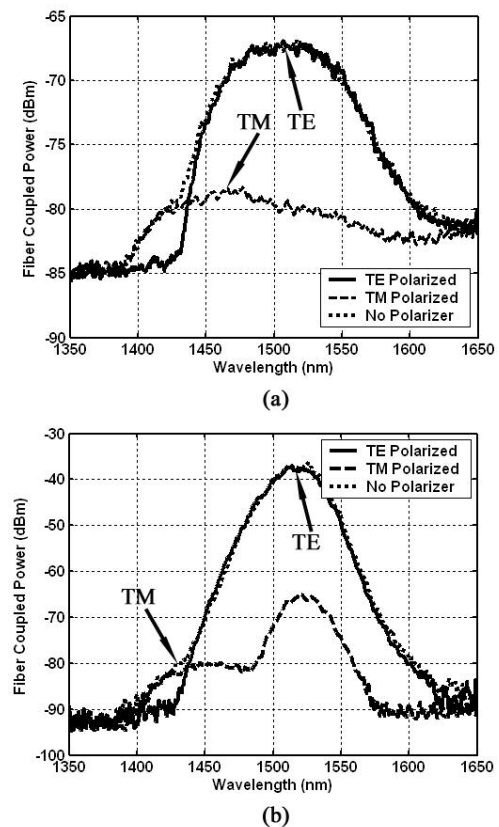 -65
-70
-75
-80
-85
-90
Fiber Coupled Power (dBm)
TM
TE
TE Polarized
TM Polarized
No Polarizer
1350 1400 1450 1500 1550 1600 1650
Wavelength (nm)
(a)
-30
-40
-50
-60
-70
-80
-90
-100
Fiber Coupled Power (dBm)
TE Polarized
TM Polarized
No Polarizer
TE
TM
1350 1400 1450 1500 1550 1600 1650
Wavelength (nm)
(b)